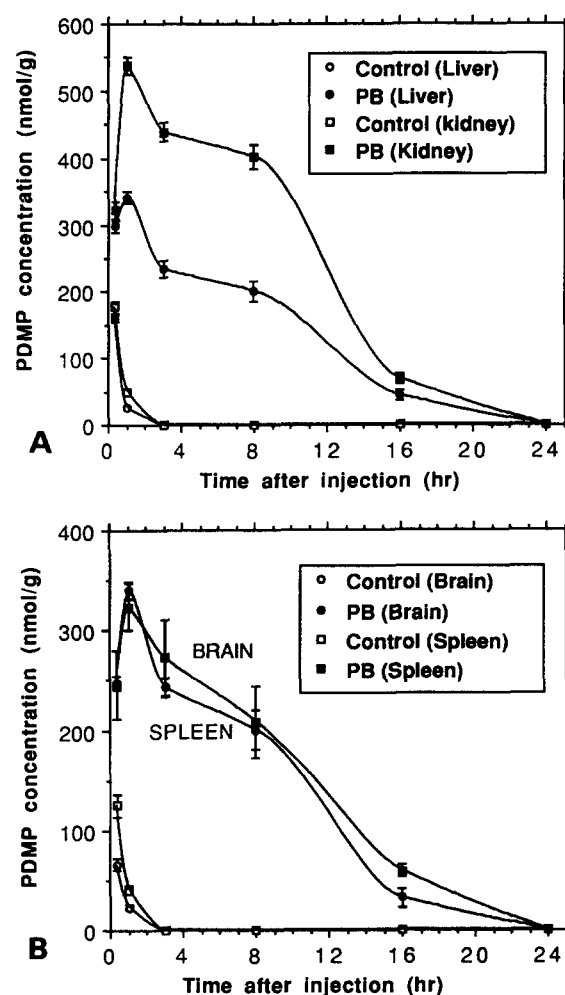 600
500
400
300
200
100
0
PDMP concentration (nmol/g)
Control (Liver)
PB (Liver)
Control (kidney)
PB (Kidney)
0 4 8 12 16 20 24
A
Time after injection (hr)
400
300
200
100
0
PDMP concentration (nmol/g)
Control (Brain)
PB (Brain)
Control (Spleen)
PB (Spleen)
BRAIN
SPLEEN
0 4 8 12 16 20 24
B
Time after injection (hr)